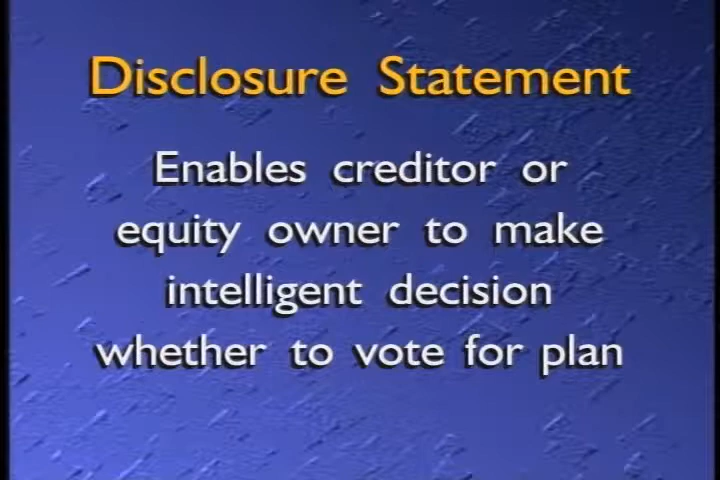 Disclosure Statement
Enables creditor or
equity owner to make
intelligent decision
whether to vote for plan